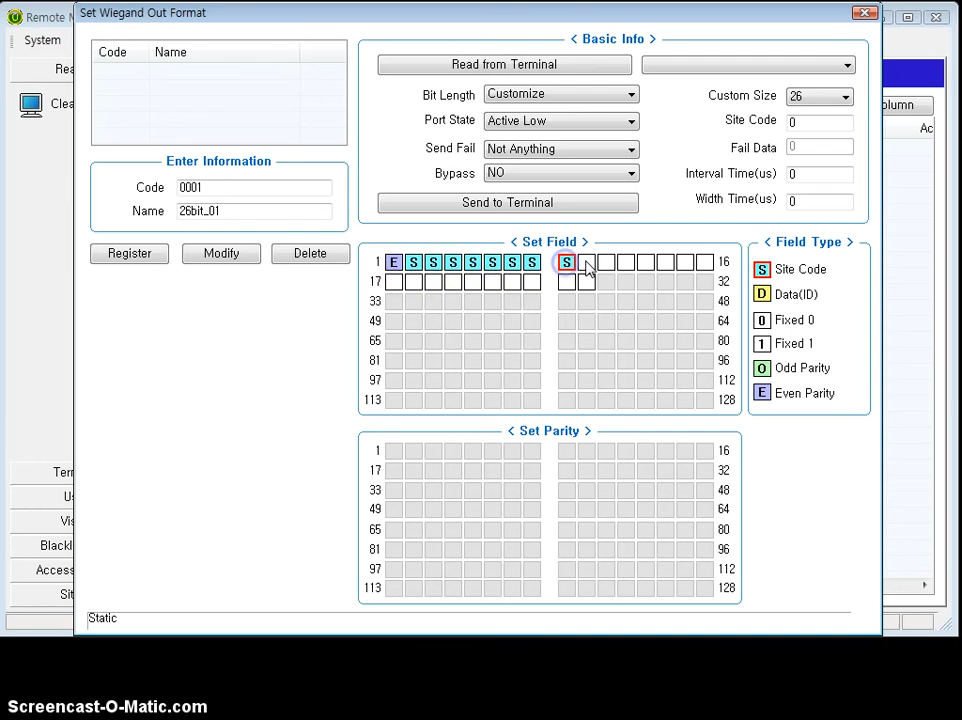 Remote M
Set Wiegand Out Format
System
Rea
Clea
Code Name
Enter Information
Code 0001
Name 26bit_01
Register Modify Delete
< Basic Info >
Read from Terminal
Bit Length Customize Custom Size 26
Port State Active Low Site Code 0
Send Fail Not Anything Fail Data 0
Bypass NO Interval Time(us) 0
Width Time(us) 0
Send to Terminal
< Set Field >
1 E S S S S S S S S 16
17 32
33 48
49 64
65 80
81 96
97 112
113 128
< Field Type >
S Site Code
D Data(ID)
0 Fixed 0
1 Fixed 1
O Odd Parity
E Even Parity
< Set Parity >
1 16
17 32
33 48
49 64
65 80
81 96
97 112
113 128
olumn
Ac
Term
Us
Vis
Blackl
Access
Sit
Static
Screencast-O-Matic.com